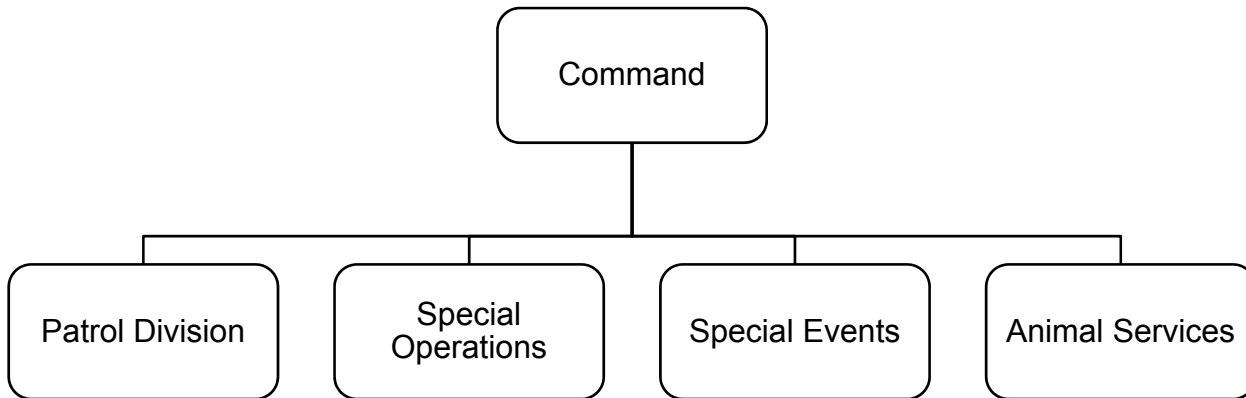 Command
Patrol Division
Special
Operations
Special Events
Animal Services